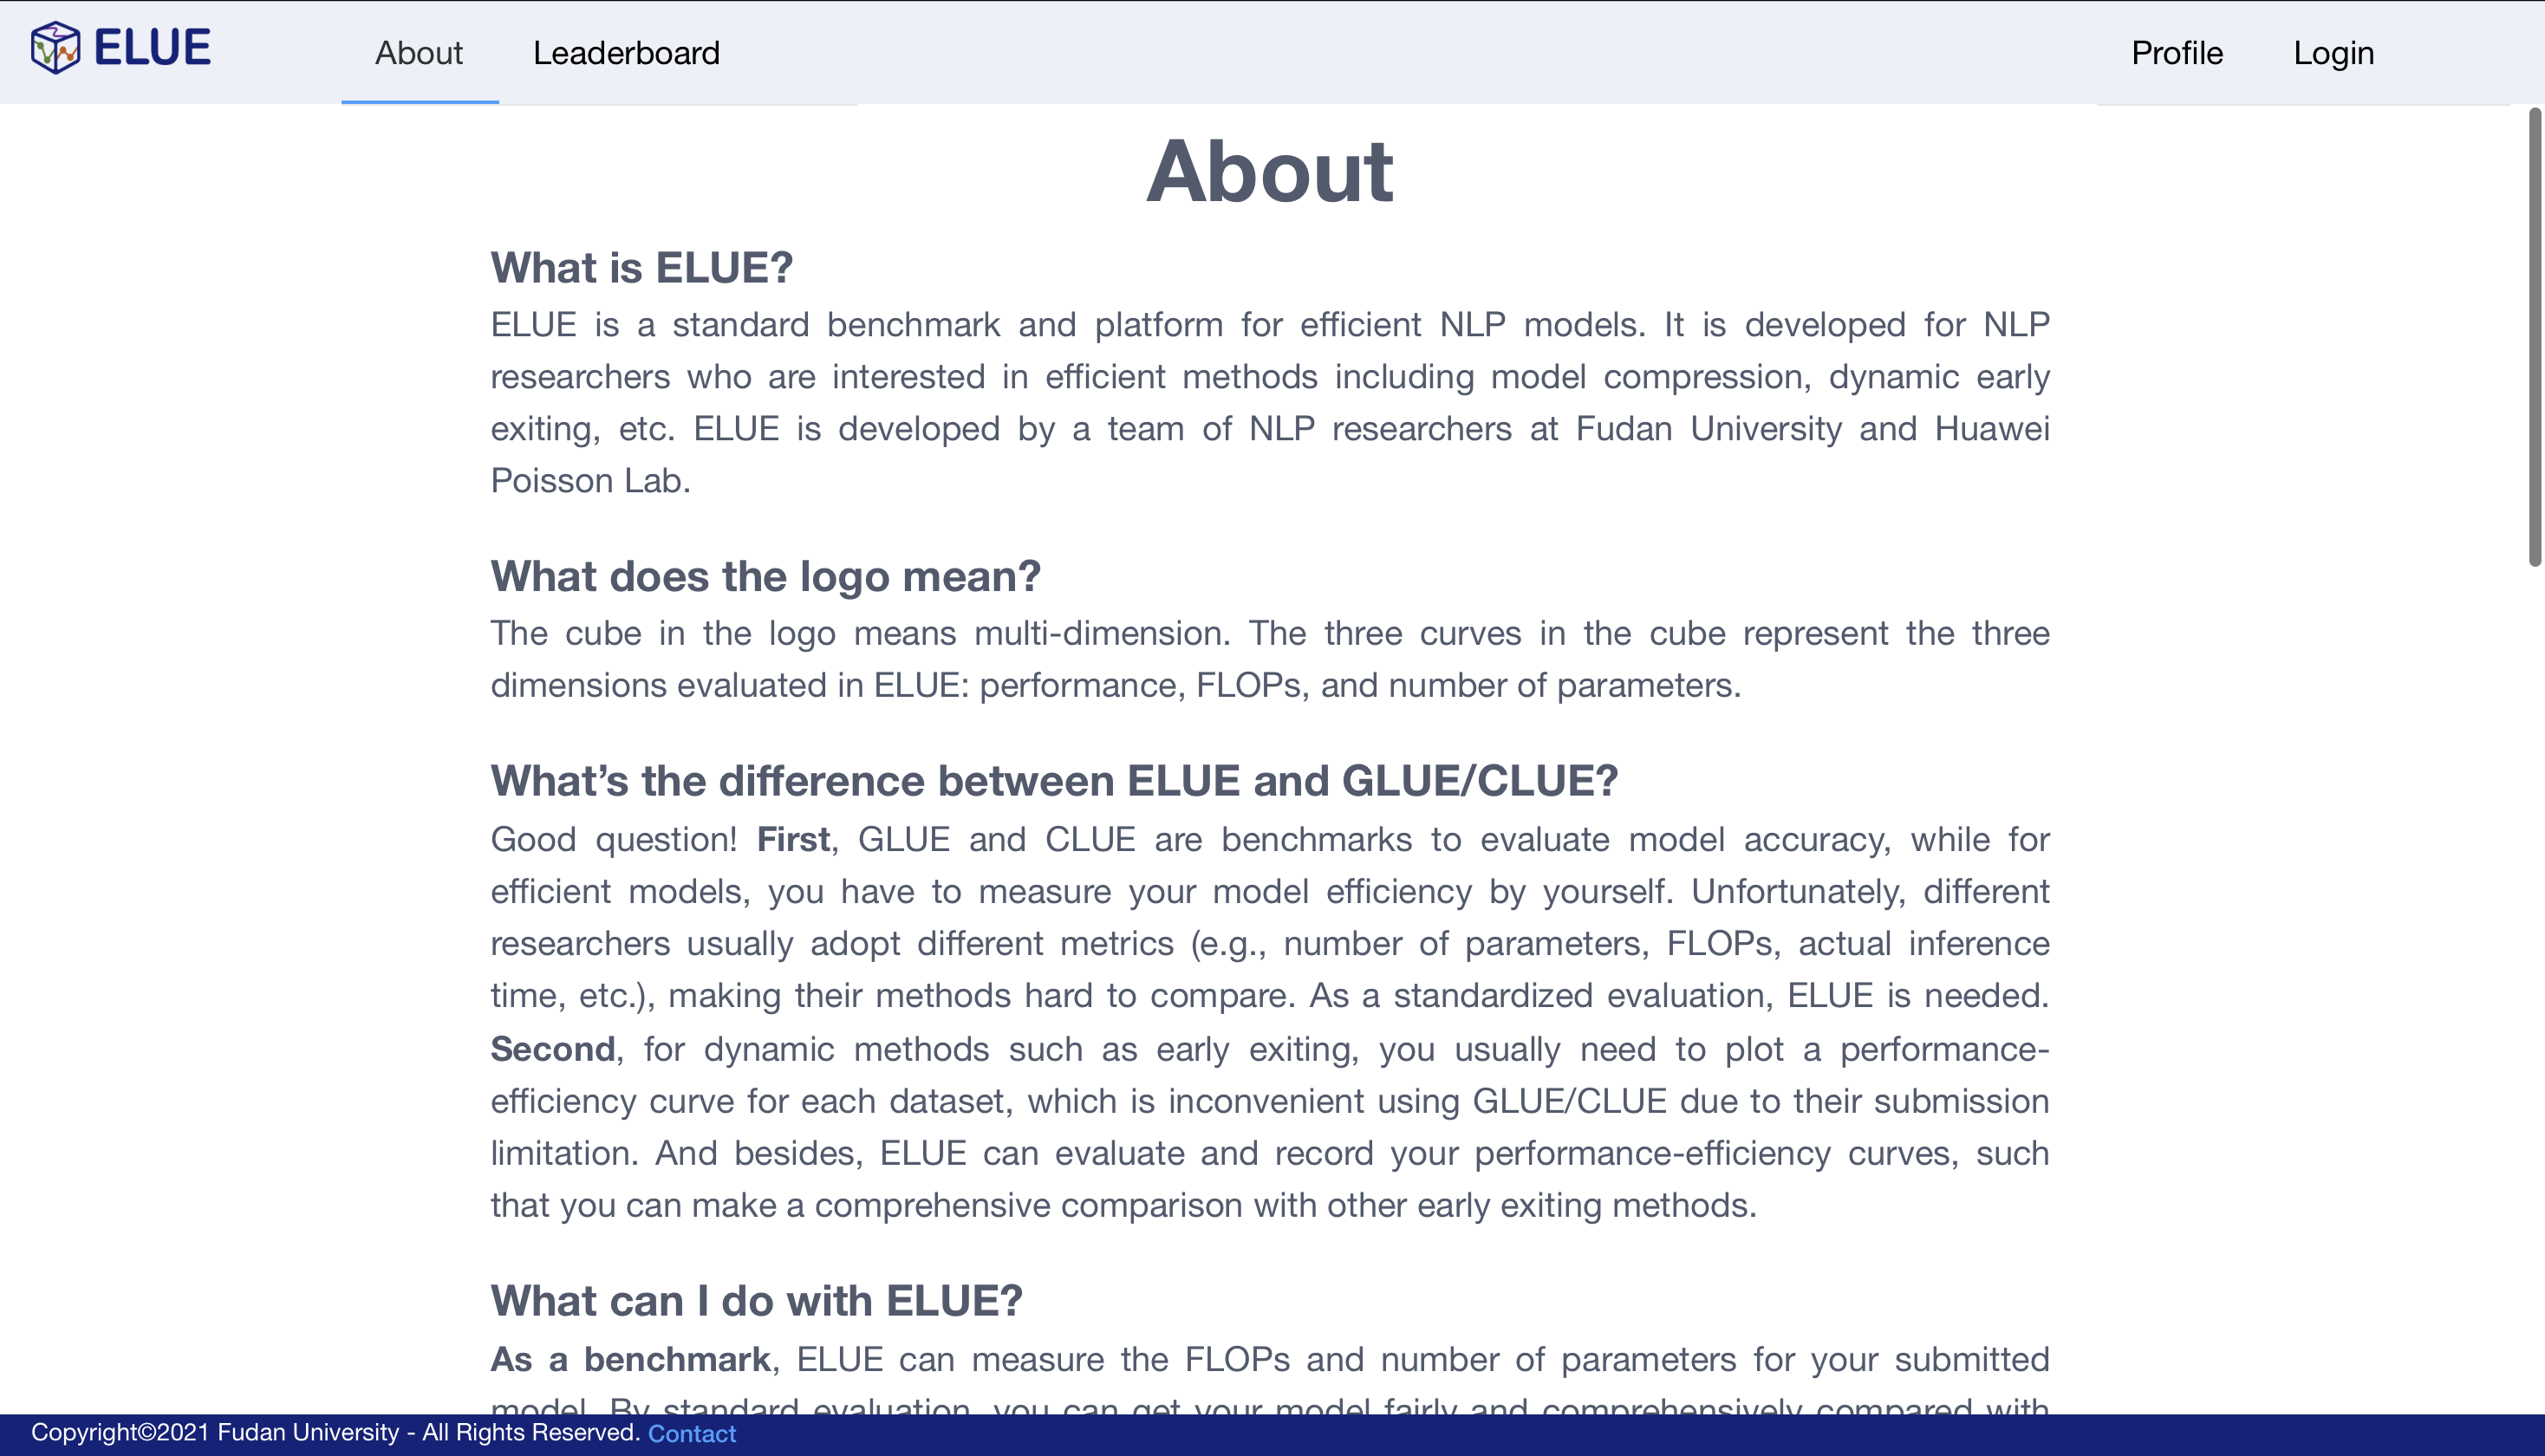 ELUE
About
Leaderboard
Profile
Login
About
What is ELUE?
ELUE is a standard benchmark and platform for efficient NLP models. It is developed for NLP
researchers who are interested in efficient methods including model compression, dynamic early
exiting, etc. ELUE is developed by a team of NLP researchers at Fudan University and Huawei
Poisson Lab.
What does the logo mean?
The cube in the logo means multi-dimension. The three curves in the cube represent the three
dimensions evaluated in ELUE: performance, FLOPs, and number of parameters.
What’s the difference between ELUE and GLUE/CLUE?
Good question! First, GLUE and CLUE are benchmarks to evaluate model accuracy, while for
efficient models, you have to measure your model efficiency by yourself. Unfortunately, different
researchers usually adopt different metrics (e.g., number of parameters, FLOPs, actual inference
time, etc.), making their methods hard to compare. As a standardized evaluation, ELUE is needed.
Second, for dynamic methods such as early exiting, you usually need to plot a performance-
efficiency curve for each dataset, which is inconvenient using GLUE/CLUE due to their submission
limitation. And besides, ELUE can evaluate and record your performance-efficiency curves, such
that you can make a comprehensive comparison with other early exiting methods.
What can I do with ELUE?
As a benchmark, ELUE can measure the FLOPs and number of parameters for your submitted
model. By standard evaluation, you can get your model fairly and comprehensively compared with
Copyright©2021 Fudan University - All Rights Reserved. Contact